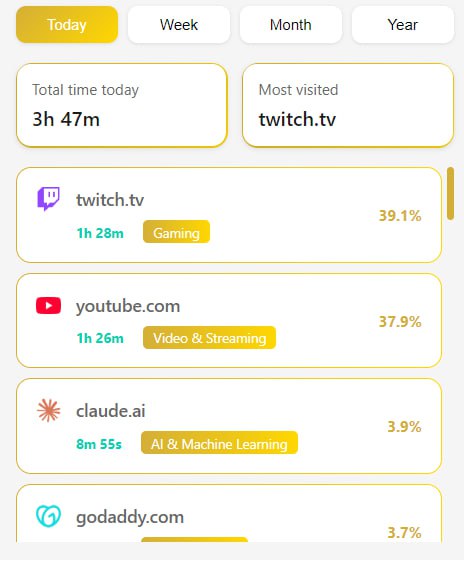 Today Week Month Year
Total time today
3h 47m
Most visited
twitch.tv
twitch.tv
1h 28m Gaming
39.1%
youtube.com
1h 26m Video & Streaming
37.9%
claude.ai
8m 55s AI & Machine Learning
3.9%
godaddy.com
3.7%